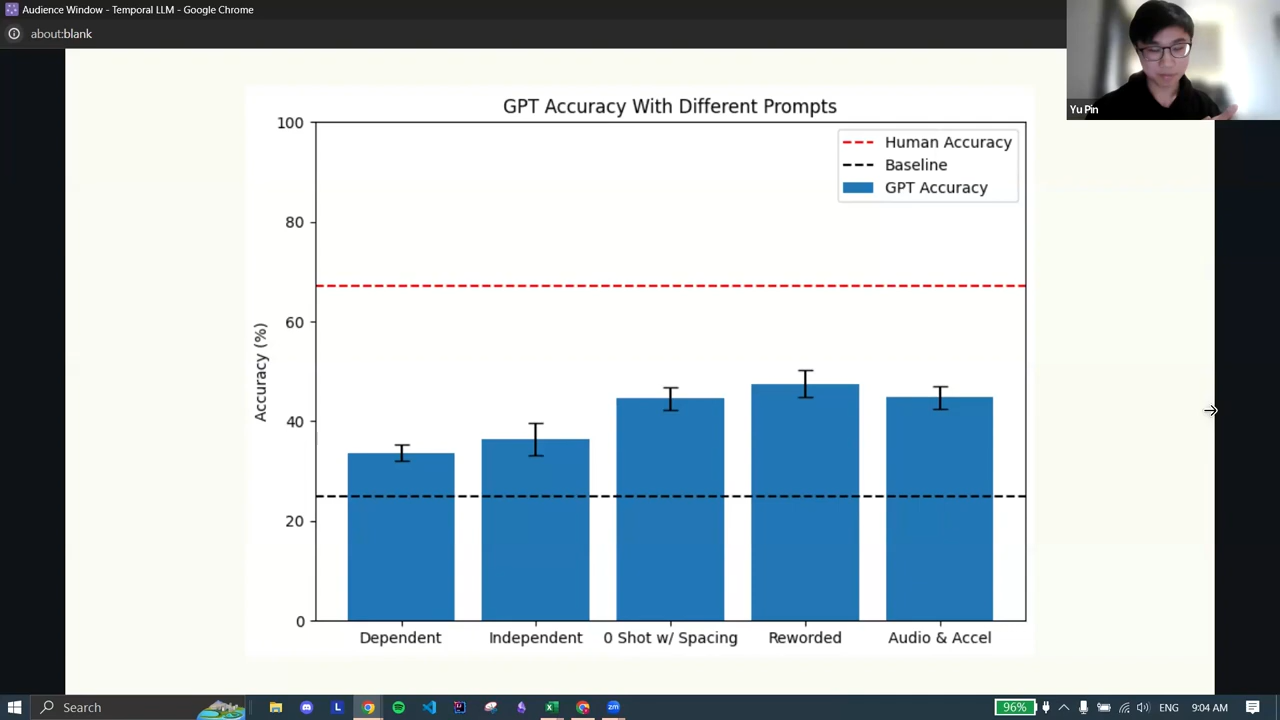 Audience Window - Temporal LLM - Google Chrome
about:blank
Yu Pin
GPT Accuracy With Different Prompts
Human Accuracy
Baseline
GPT Accuracy
100
80
60
40
20
0
Accuracy (%)
Dependent
Independent
0 Shot w/ Spacing
Reworded
Audio & Accel
Search
L
zm
96%
ENG
9:04 AM